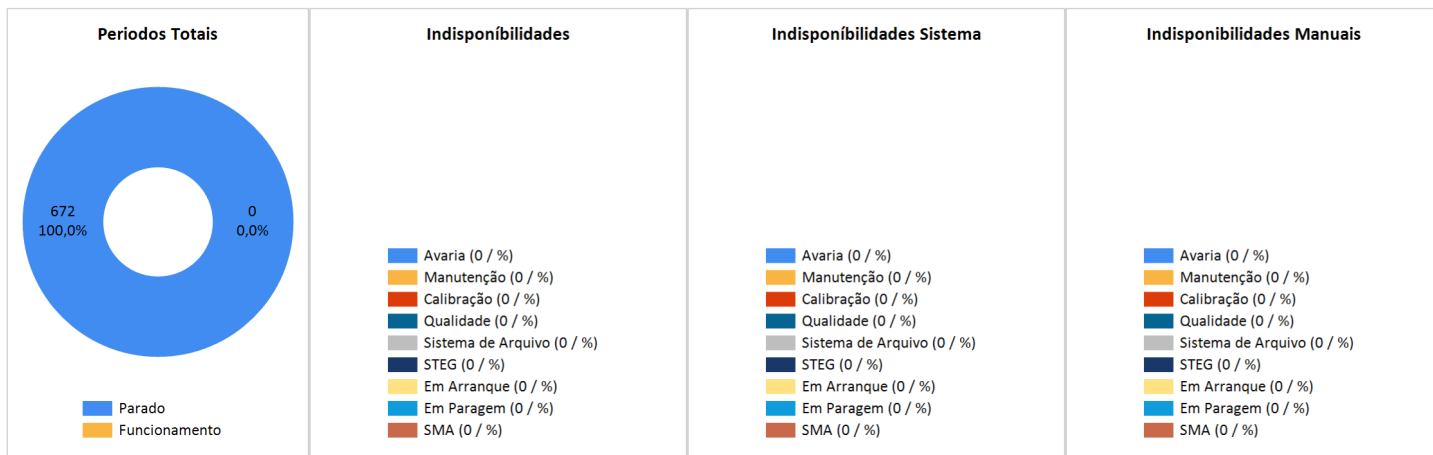 Periodos Totais
672
100,0%
0
0,0%
Parado
Funcionamento
Indisponíbilidades
Avaria (0 / %)
Manutenção (0 / %)
Calibração (0 / %)
Qualidade (0 / %)
Sistema de Arquivo (0 / %)
STEG (0 / %)
Em Arranque (0 / %)
Em Paragem (0 / %)
SMA (0 / %)
Indisponíbilidades Sistema
Avaria (0 / %)
Manutenção (0 / %)
Calibração (0 / %)
Qualidade (0 / %)
Sistema de Arquivo (0 / %)
STEG (0 / %)
Em Arranque (0 / %)
Em Paragem (0 / %)
SMA (0 / %)
Indisponibilidades Manuais
Avaria (0 / %)
Manutenção (0 / %)
Calibração (0 / %)
Qualidade (0 / %)
Sistema de Arquivo (0 / %)
STEG (0 / %)
Em Arranque (0 / %)
Em Paragem (0 / %)
SMA (0 / %)